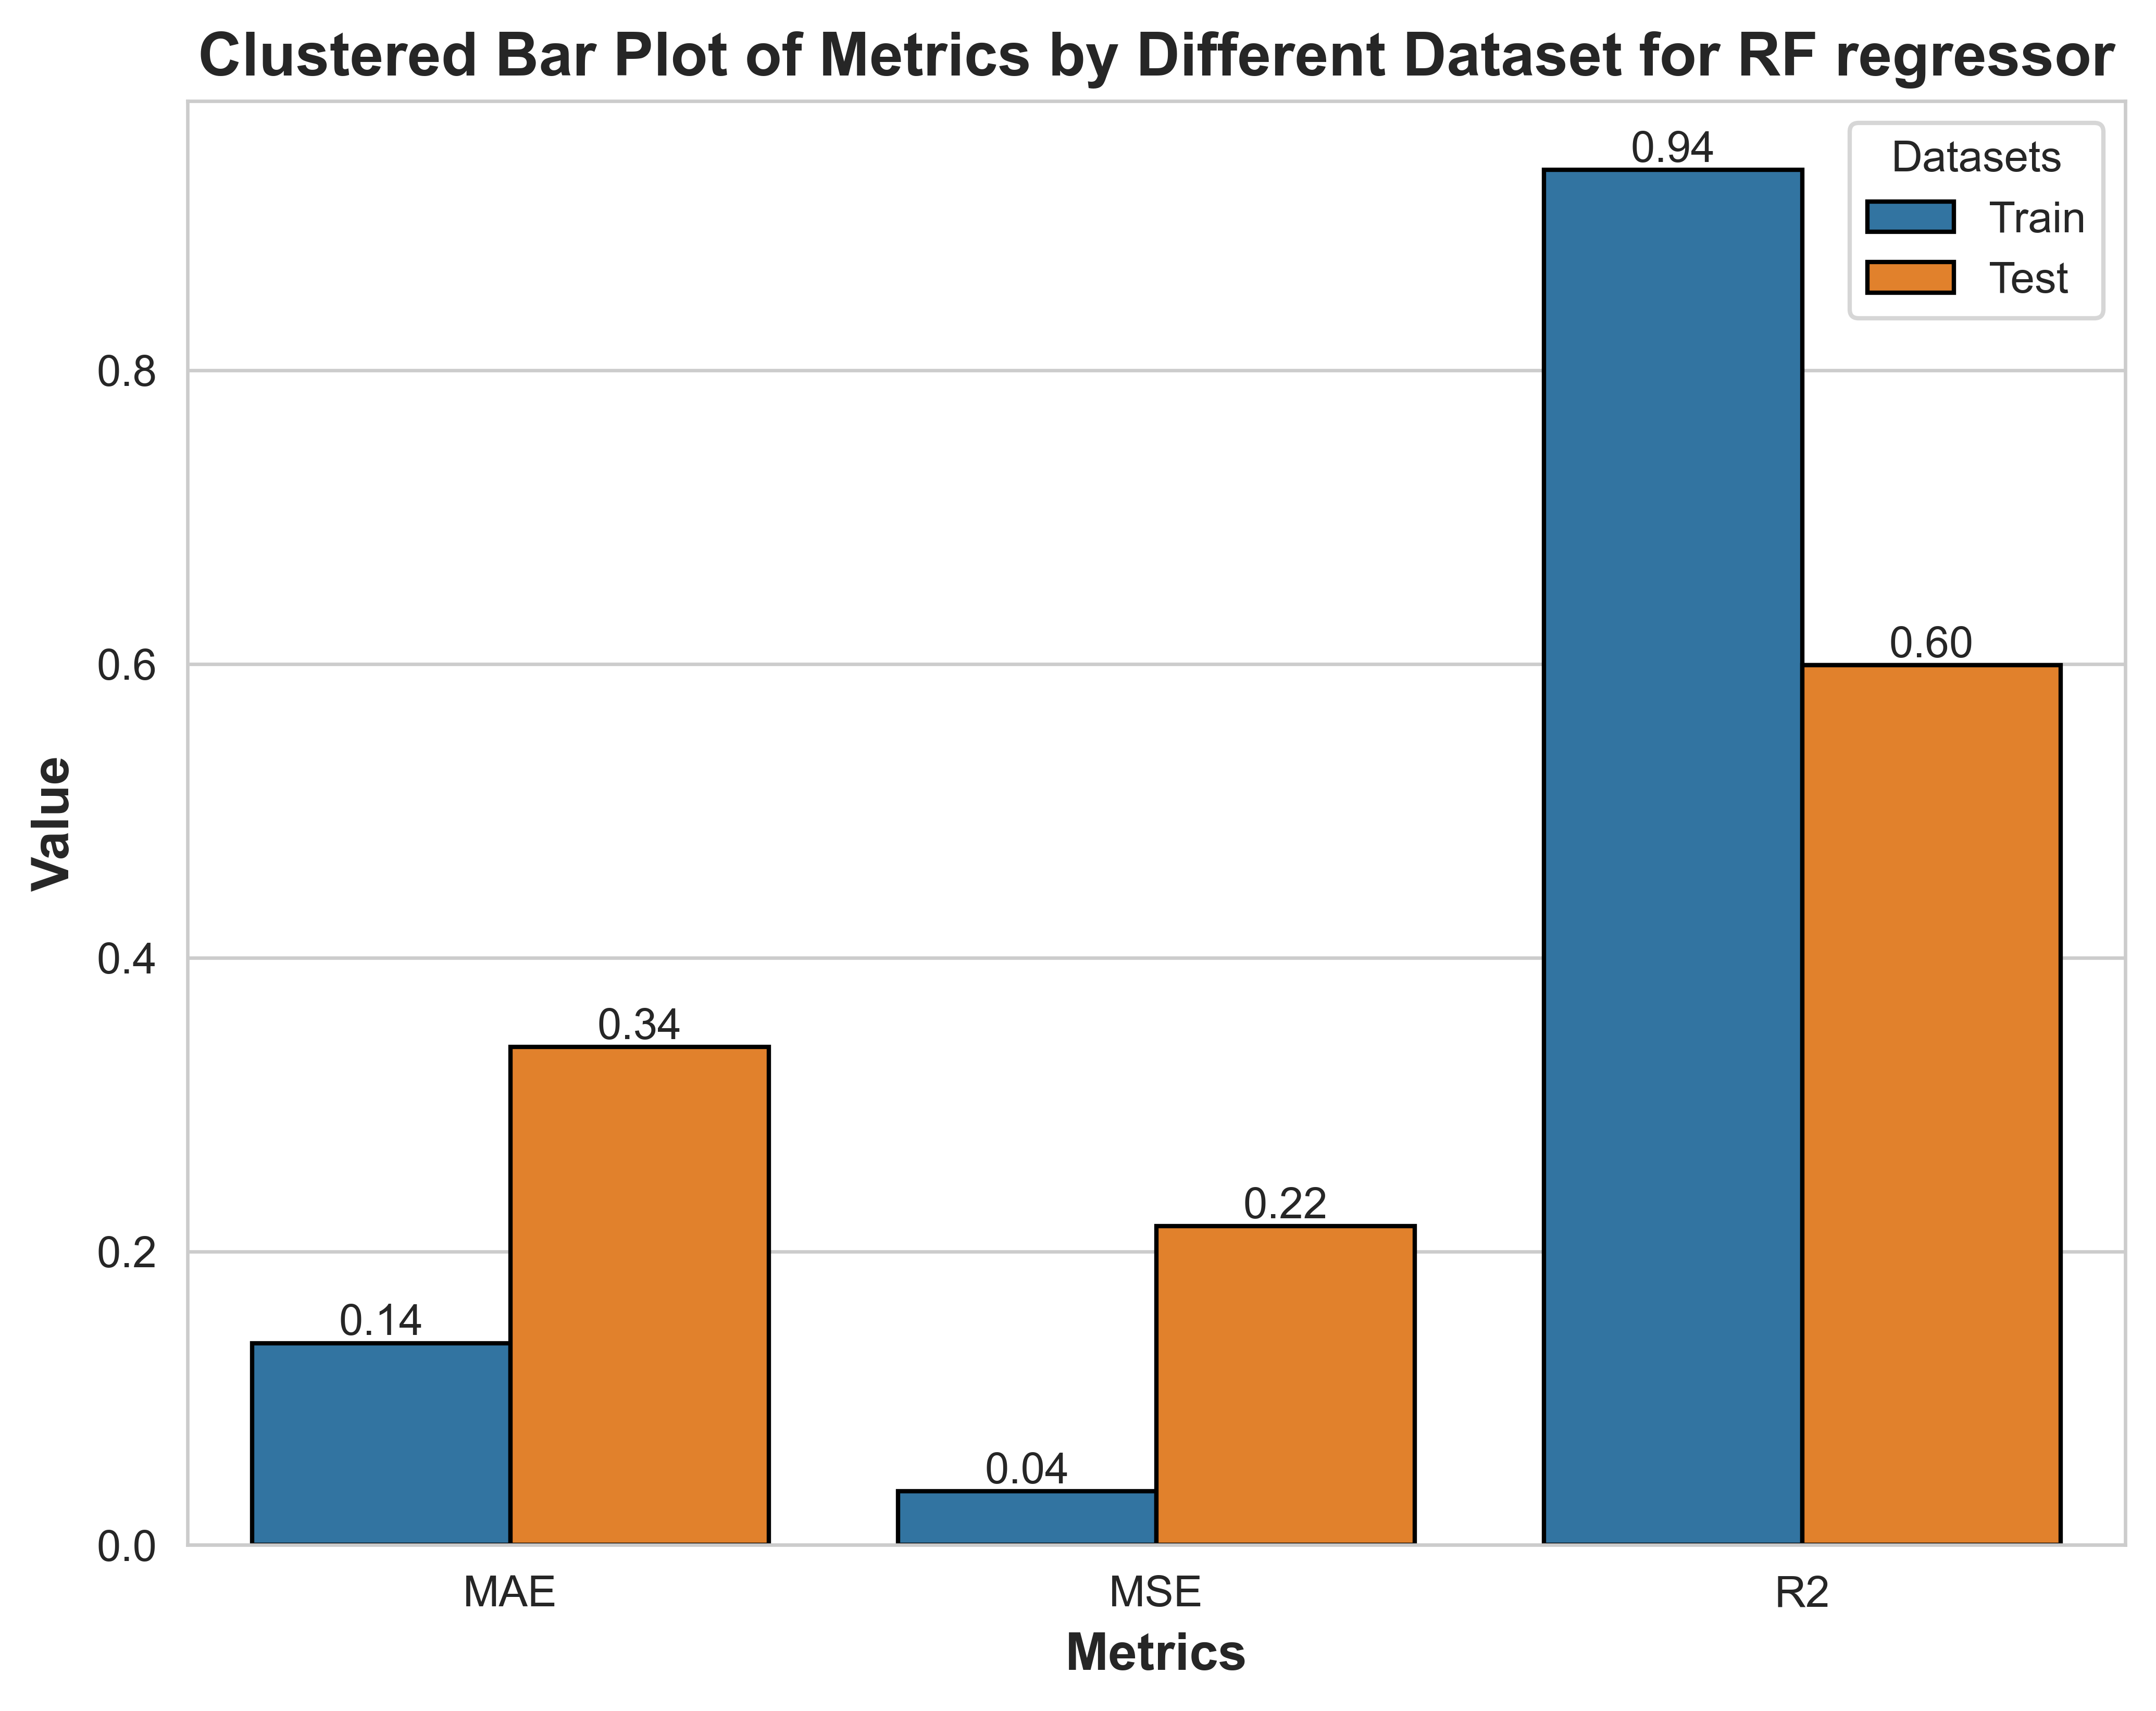 Clustered Bar Plot of Metrics by Different Dataset for RF regressor
Datasets
Train
Test
Value
0.8
0.6
0.4
0.2
0.0
0.14
0.34
0.04
0.22
0.94
0.60
MAE
MSE
R2
Metrics